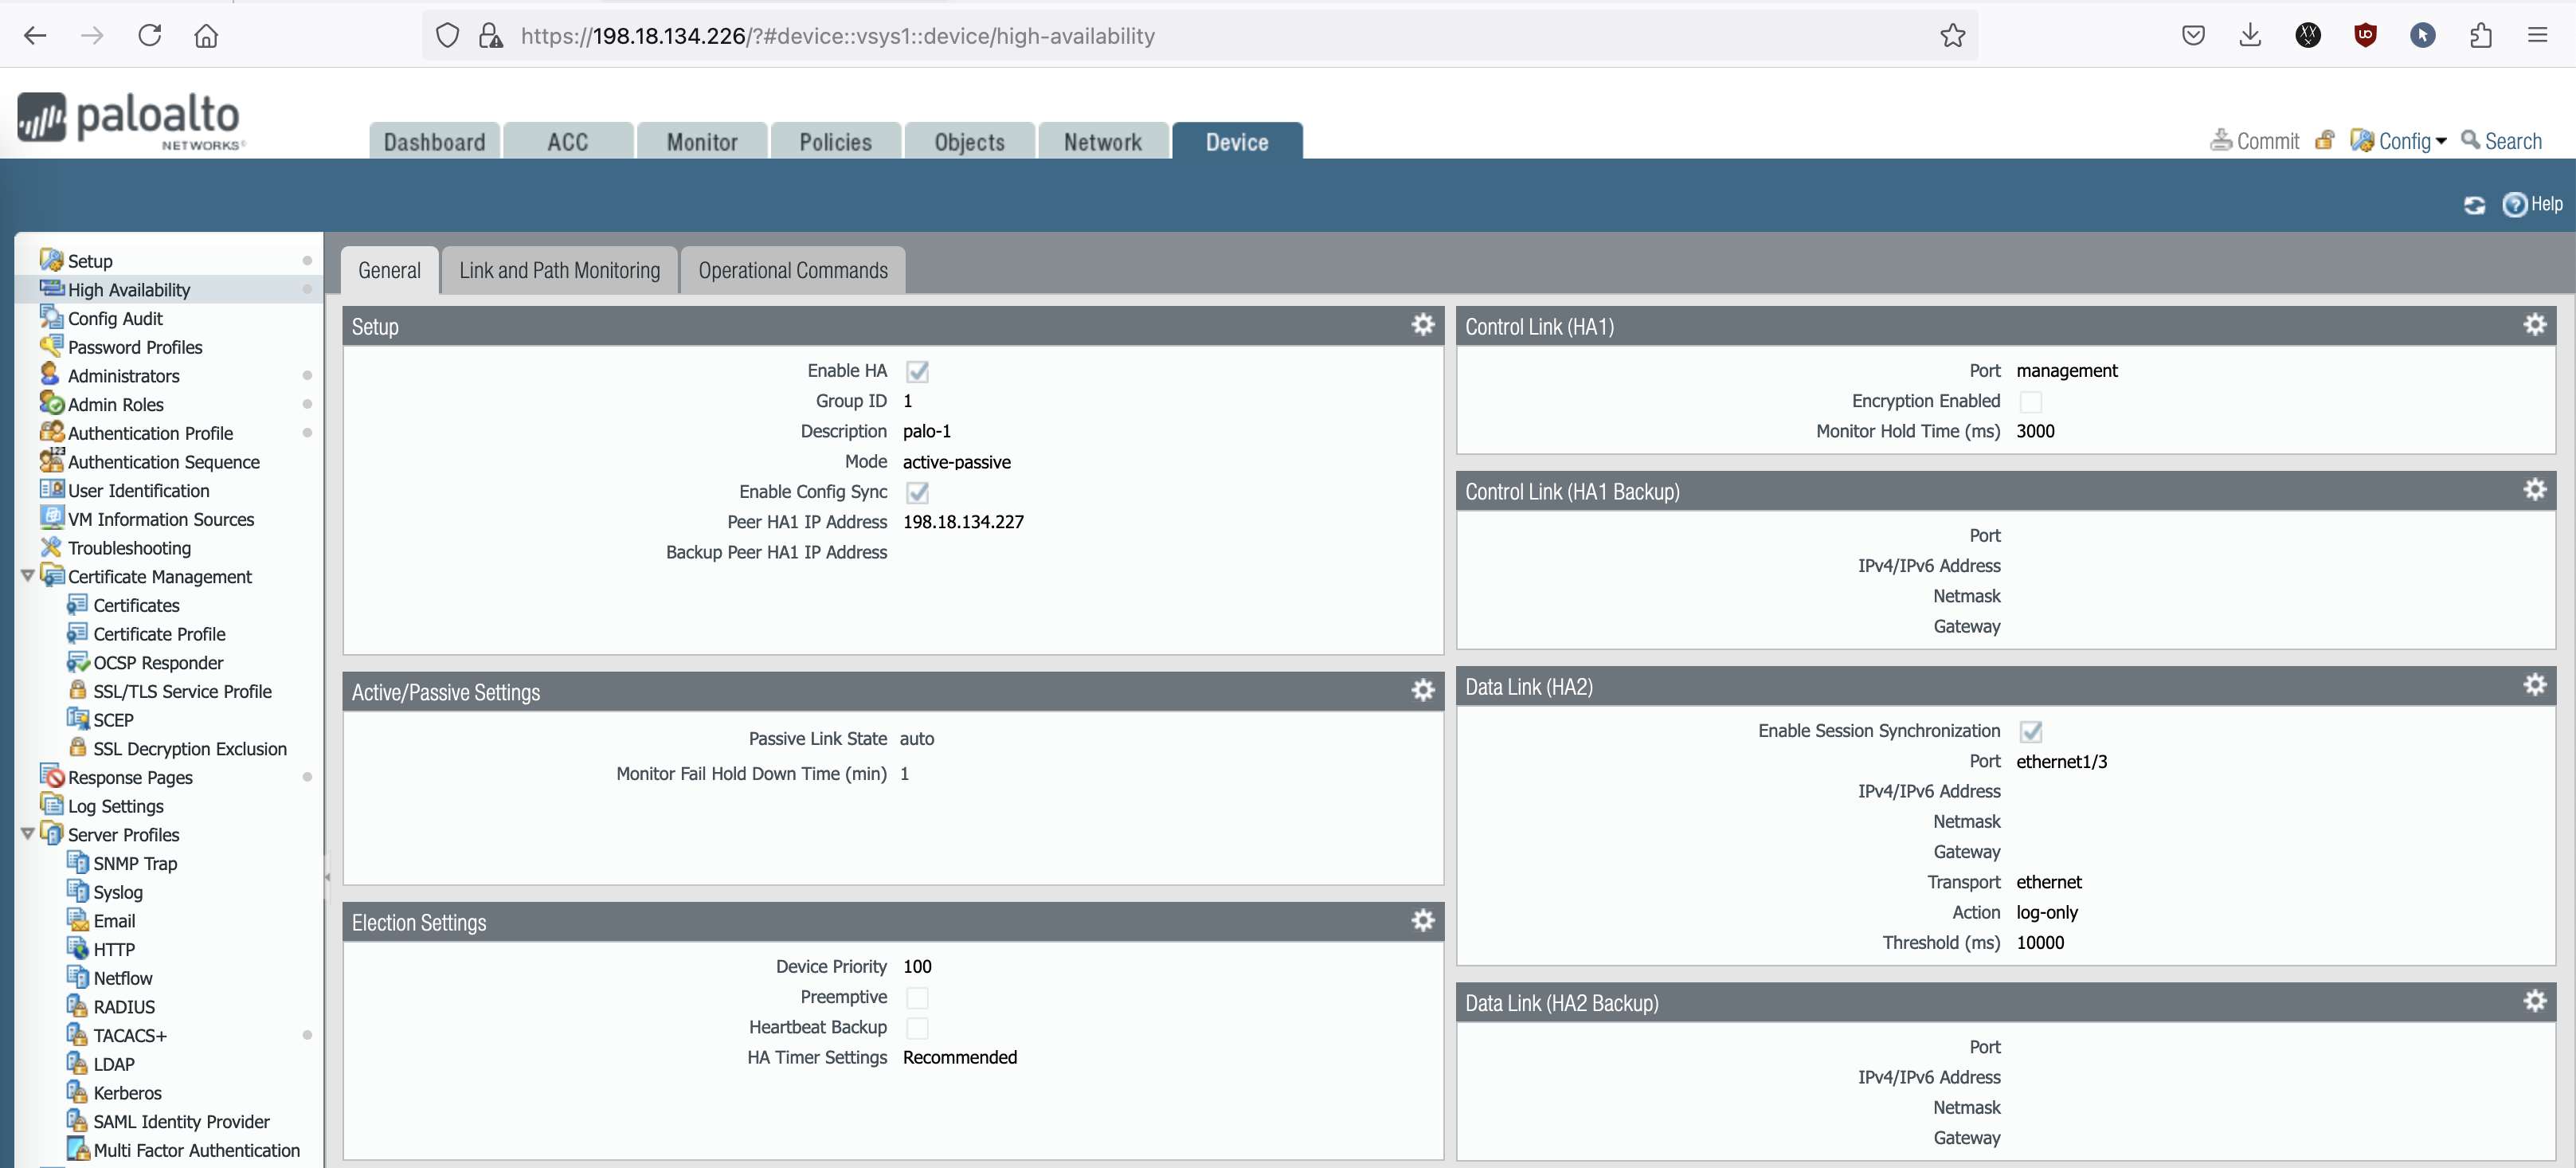 https://198.18.134.226/?#device::vsys1::device/high-availability
paloalto
NETWORKS®
Dashboard
ACC
Monitor
Policies
Objects
Network
Device
Commit
Config
Search
Help
Setup
High Availability
Config Audit
Password Profiles
Administrators
Admin Roles
Authentication Profile
Authentication Sequence
User Identification
VM Information Sources
Troubleshooting
Certificate Management
Certificates
Certificate Profile
OCSP Responder
SSL/TLS Service Profile
SCEP
SSL Decryption Exclusion
Response Pages
Log Settings
Server Profiles
SNMP Trap
Syslog
Email
HTTP
Netflow
RADIUS
TACACS+
LDAP
Kerberos
SAML Identity Provider
Multi Factor Authentication
General
Link and Path Monitoring
Operational Commands
Setup
Enable HA
Group ID 1
Description palo-1
Mode active-passive
Enable Config Sync
Peer HA1 IP Address 198.18.134.227
Backup Peer HA1 IP Address
Active/Passive Settings
Passive Link State auto
Monitor Fail Hold Down Time (min) 1
Election Settings
Device Priority 100
Preemptive
Heartbeat Backup
HA Timer Settings Recommended
Control Link (HA1)
Port management
Encryption Enabled
Monitor Hold Time (ms) 3000
Control Link (HA1 Backup)
Port
IPv4/IPv6 Address
Netmask
Gateway
Data Link (HA2)
Enable Session Synchronization
Port ethernet1/3
IPv4/IPv6 Address
Netmask
Gateway
Transport ethernet
Action log-only
Threshold (ms) 10000
Data Link (HA2 Backup)
Port
IPv4/IPv6 Address
Netmask
Gateway